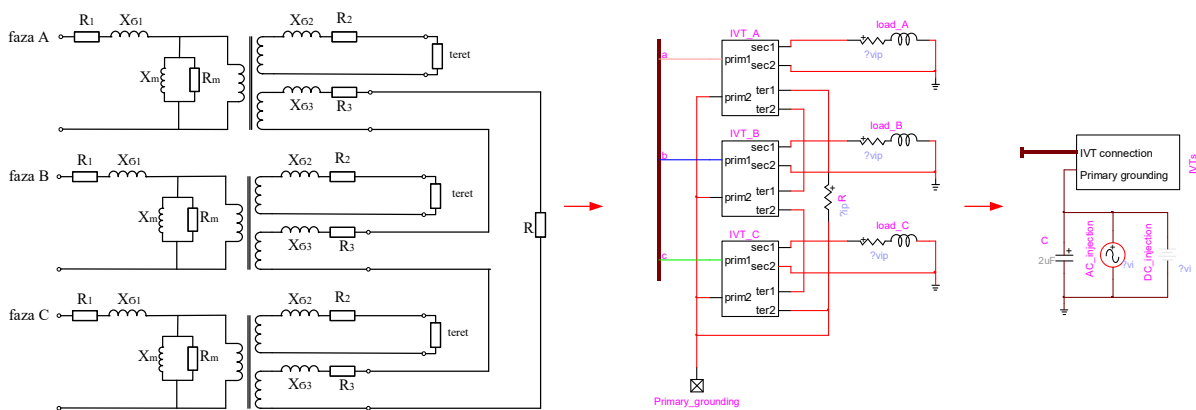 R1 Xб1 Xб2 R2
faza A
teret
Xm Rm
Xб3 R3
R1 Xб1 Xб2 R2
faza B
teret
Xm Rm
Xб3 R3
R
R1 Xб1 Xб2 R2
faza C
teret
Xm Rm
Xб3 R3
IVT_A
a
prim1
prim2
sec1
sec2
ter1
ter2
load_A
?vip
IVT_B
b
prim1
prim2
sec1
sec2
ter1
ter2
load_B
?vip
R
?ip
IVT_C
c
prim1
prim2
sec1
sec2
ter1
ter2
load_C
?vip
Primary_grounding
IVT connection
Primary grounding
IVTs
C
2uF
AC_injection
?vi
DC_injection
?vi